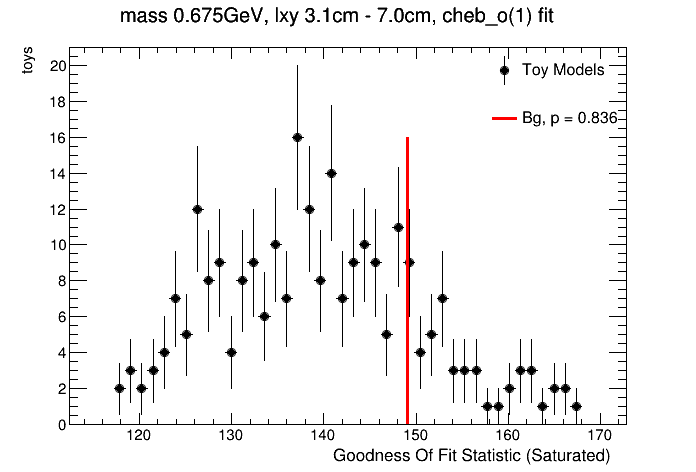 mass 0.675GeV, lxy 3.1cm - 7.0cm, cheb_o(1) fit
toys
20
18
16
14
12
10
8
6
4
2
0
Toy Models
Bg, p = 0.836
120 130 140 150 160 170
Goodness Of Fit Statistic (Saturated)